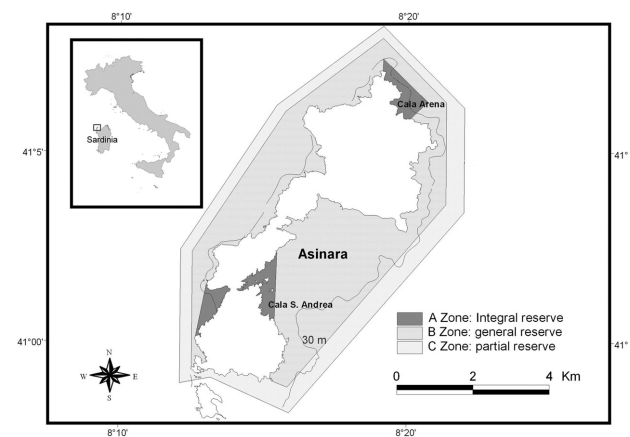 8°10'
8°20'
Sardinia
Cala Arena
41°5'
41°
Asinara
Cala S. Andrea
A Zone: Integral reserve
B Zone: general reserve
C Zone: partial reserve
30 m
41°00'
41°
N
W
E
S
0
2
4
Km
8°10'
8°20'